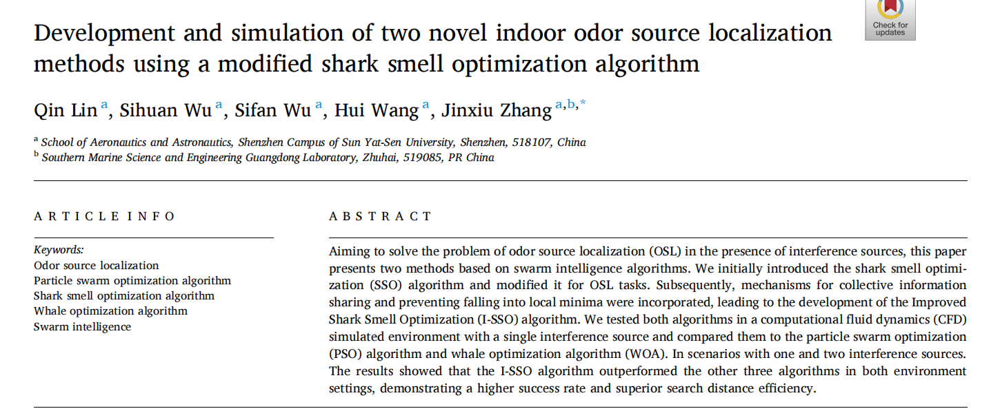 Check for
updates
Development and simulation of two novel indoor odor source localization
methods using a modified shark smell optimization algorithm
Qin Lin a, Sihuan Wu a, Sifan Wu a, Hui Wang a, Jinxiu Zhang a,b,*
a School of Aeronautics and Astronautics, Shenzhen Campus of Sun Yat-Sen University, Shenzhen, 518107, China
b Southern Marine Science and Engineering Guangdong Laboratory, Zhuhai, 519085, PR China
ARTICLE INFO
Keywords:
Odor source localization
Particle swarm optimization algorithm
Shark smell optimization algorithm
Whale optimization algorithm
Swarm intelligence
ABSTRACT
Aiming to solve the problem of odor source localization (OSL) in the presence of interference sources, this paper
presents two methods based on swarm intelligence algorithms. We initially introduced the shark smell optimi-
zation (SSO) algorithm and modified it for OSL tasks. Subsequently, mechanisms for collective information
sharing and preventing falling into local minima were incorporated, leading to the development of the Improved
Shark Smell Optimization (I-SSO) algorithm. We tested both algorithms in a computational fluid dynamics (CFD)
simulated environment with a single interference source and compared them to the particle swarm optimization
(PSO) algorithm and whale optimization algorithm (WOA). In scenarios with one and two interference sources.
The results showed that the I-SSO algorithm outperformed the other three algorithms in both environment
settings, demonstrating a higher success rate and superior search distance efficiency.